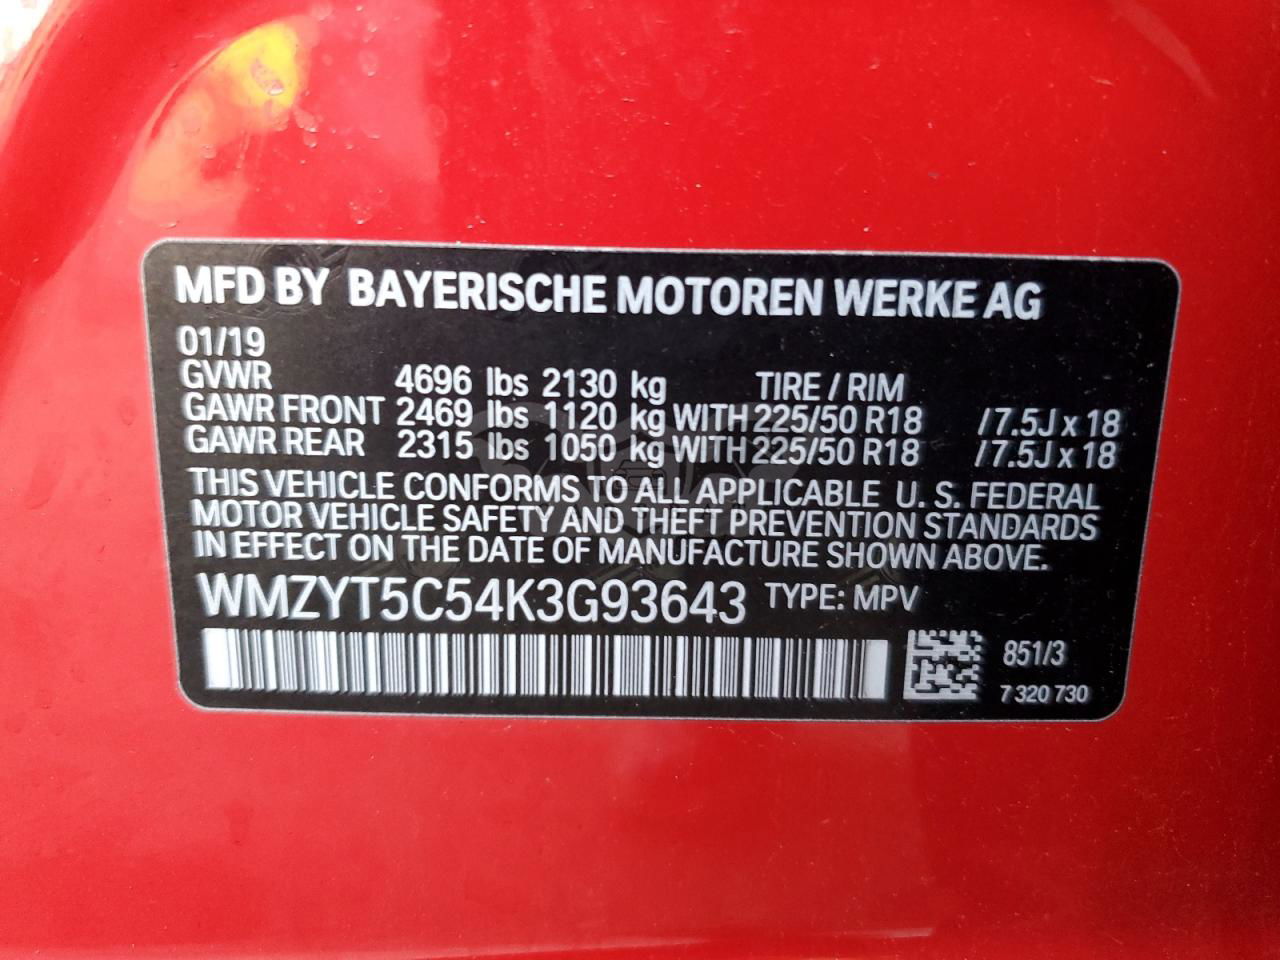 MFD BY BAYERISCHE MOTOREN WERKE AG
01/19
GVWR 4696 lbs 2130 kg TIRE / RIM
GAWR FRONT 2469 lbs 1120 kg WITH 225/50 R18 /7.5J x 18
GAWR REAR 2315 lbs 1050 kg WITH 225/50 R18 /7.5J x 18
THIS VEHICLE CONFORMS TO ALL APPLICABLE U. S. FEDERAL
MOTOR VEHICLE SAFETY AND THEFT PREVENTION STANDARDS
IN EFFECT ON THE DATE OF MANUFACTURE SHOWN ABOVE.
WMZYT5C54K3G93643 TYPE: MPV
851/3
7 320 730